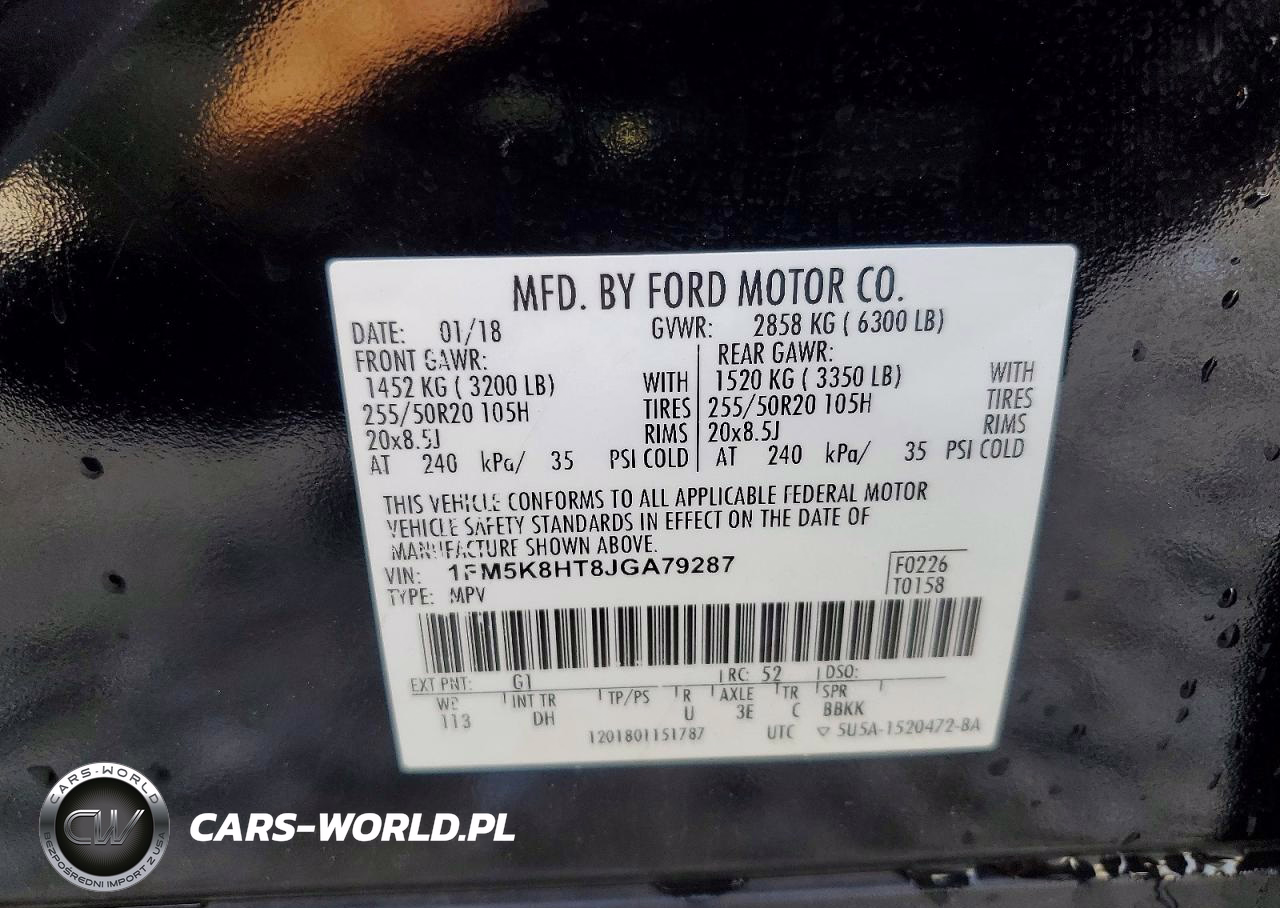 MFD. BY FORD MOTOR CO.
DATE: 01/18 GVWR: 2858 KG ( 6300 LB)
FRONT GAWR: REAR GAWR:
1452 KG ( 3200 LB) WITH 1520 KG ( 3350 LB) WITH
255/50R20 105H TIRES 255/50R20 105H TIRES
20x8.5J RIMS 20x8.5J RIMS
AT 240 kPa/ 35 PSI COLD AT 240 kPa/ 35 PSI COLD
THIS VEHICLE CONFORMS TO ALL APPLICABLE FEDERAL MOTOR
VEHICLE SAFETY STANDARDS IN EFFECT ON THE DATE OF
MANUFACTURE SHOWN ABOVE.
VIN: 1FM5K8HT8JGA79287 F0226
TYPE: MPV T0158
EXT PNT: G1 RC: 52 DSO:
WB INT TR TP/PS R AXLE TR SPR
113 DH U 3E C BBKK
1201801151787 UTC ▽ 5U5A-1520472-BA
CARS-WORLD
CW
BEZPOŚREDNI IMPORT Z USA
CARS-WORLD.PL